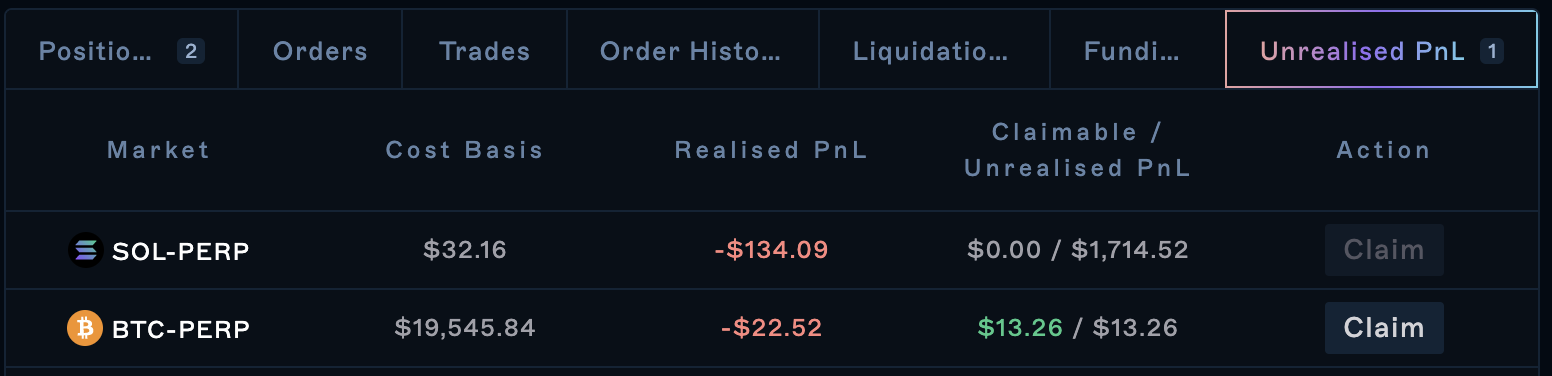 Positio... 2 Orders Trades Order Histo... Liquidatio... Fundi... Unrealised PnL 1
Market Cost Basis Realised PnL Claimable / Unrealised PnL Action
SOL-PERP $32.16 -$134.09 $0.00 / $1,714.52 Claim
BTC-PERP $19,545.84 -$22.52 $13.26 / $13.26 Claim